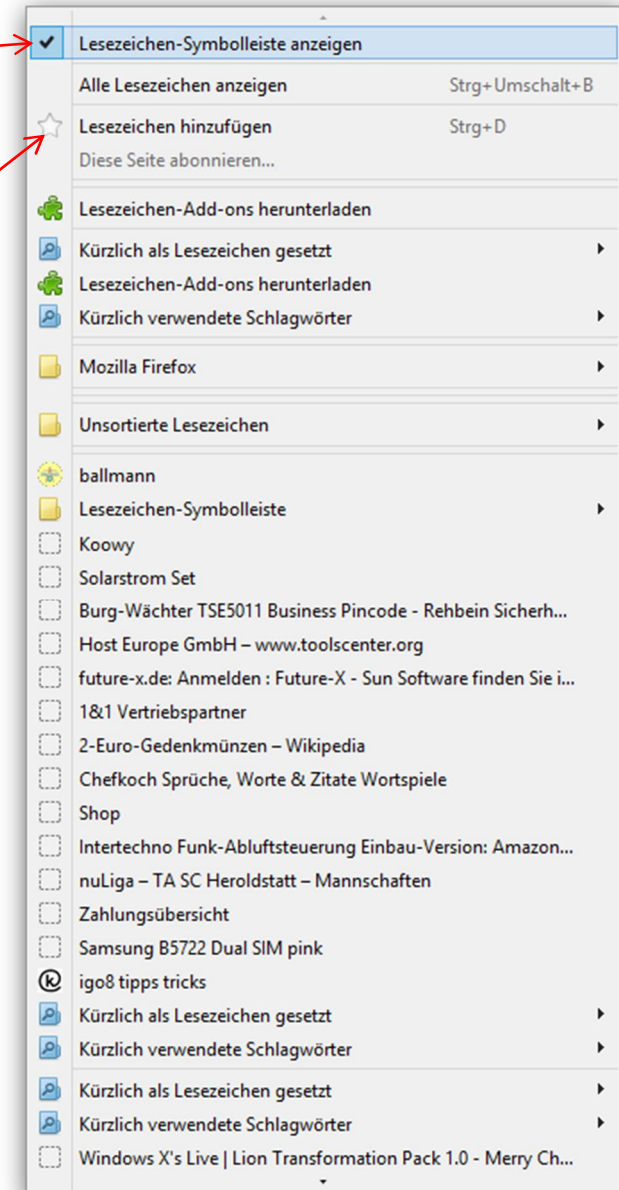 Lesezeichen-Symbolleiste anzeigen
Alle Lesezeichen anzeigen Strg+Umschalt+B
Lesezeichen hinzufügen Strg+D
Diese Seite abonnieren...
Lesezeichen-Add-ons herunterladen
Kürzlich als Lesezeichen gesetzt
Lesezeichen-Add-ons herunterladen
Kürzlich verwendete Schlagwörter
Mozilla Firefox
Unsortierte Lesezeichen
ballmann
Lesezeichen-Symbolleiste
Koowy
Solarstrom Set
Burg-Wächter TSE5011 Business Pincode - Rehbein Sicherh...
Host Europe GmbH – www.toolscenter.org
future-x.de: Anmelden : Future-X - Sun Software finden Sie i...
1&1 Vertriebspartner
2-Euro-Gedenkmünzen – Wikipedia
Chefkoch Sprüche, Worte & Zitate Wortspiele
Shop
Intertechno Funk-Abluftsteuerung Einbau-Version: Amazon...
nuLiga – TA SC Heroldstatt – Mannschaften
Zahlungsübersicht
Samsung B5722 Dual SIM pink
igo8 tipps tricks
Kürzlich als Lesezeichen gesetzt
Kürzlich verwendete Schlagwörter
Kürzlich als Lesezeichen gesetzt
Kürzlich verwendete Schlagwörter
Windows X's Live | Lion Transformation Pack 1.0 - Merry Ch...